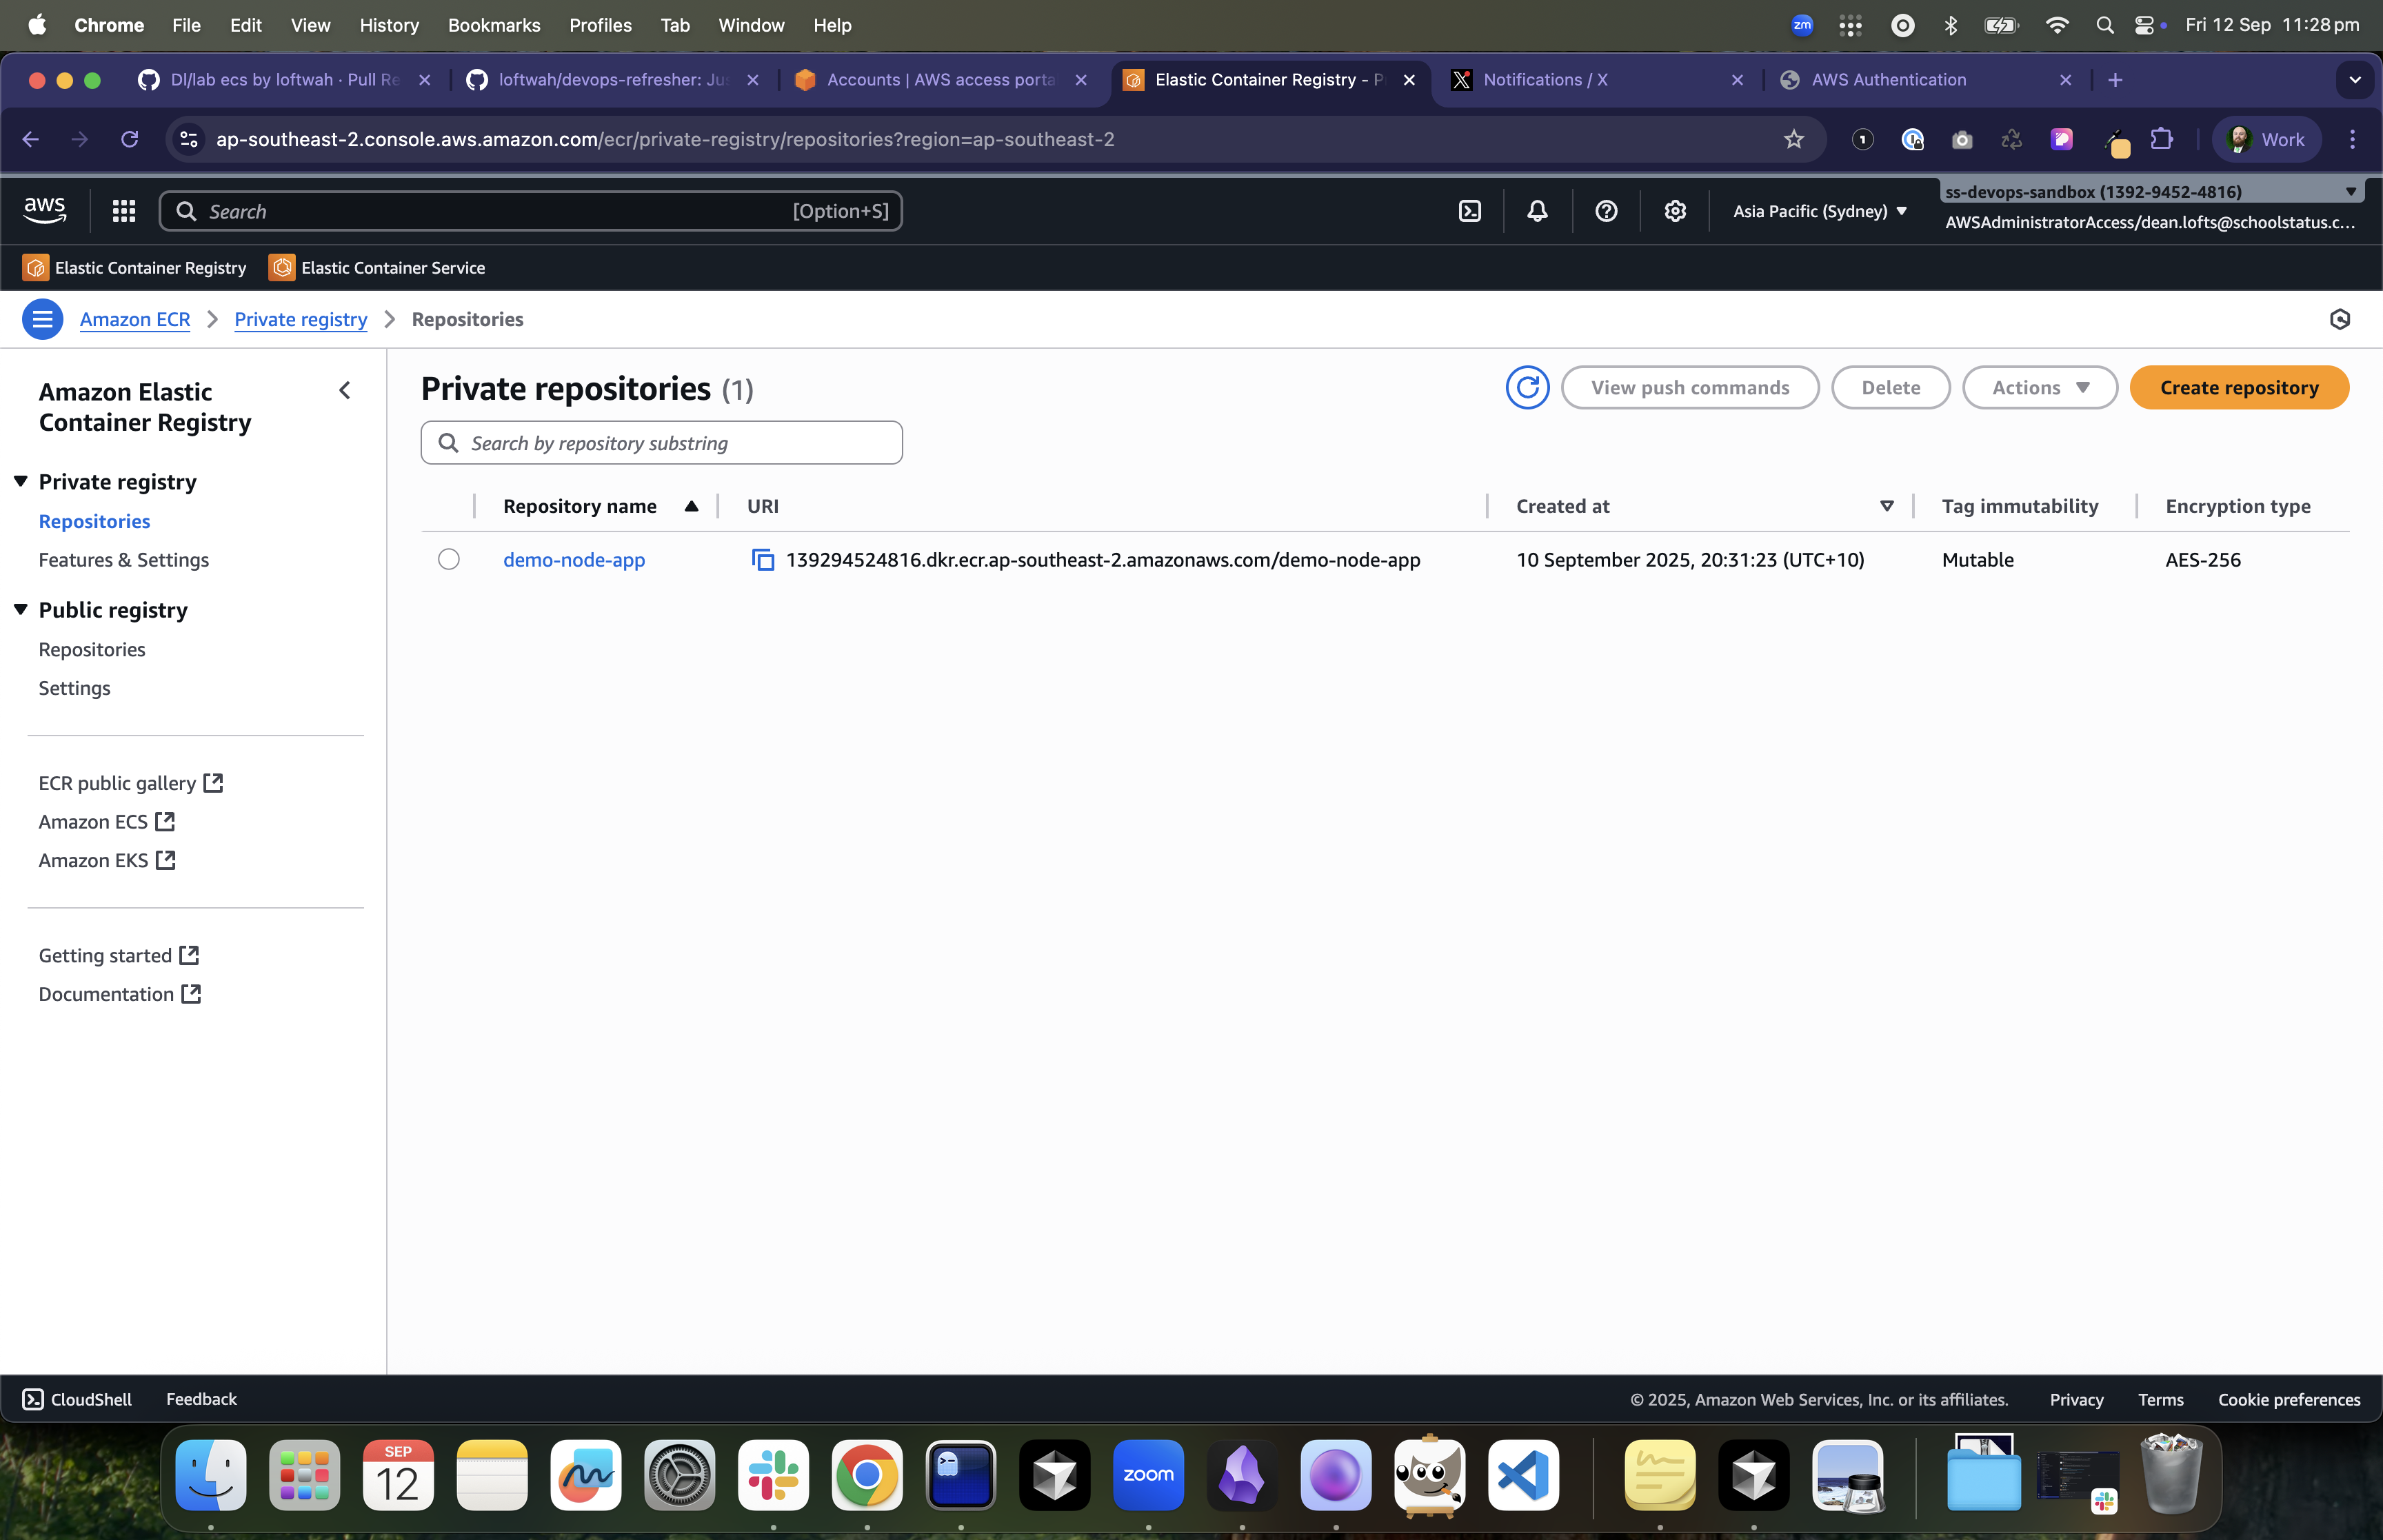 Chrome File Edit View History Bookmarks Profiles Tab Window Help zm Fri 12 Sep 11:28 pm
Dl/lab ecs by loftwah · Pull Re loftwah/devops-refresher: Jus Accounts | AWS access porta Elastic Container Registry - P Notifications / X AWS Authentication
ap-southeast-2.console.aws.amazon.com/ecr/private-registry/repositories?region=ap-southeast-2 Work
aws Search [Option+S] Asia Pacific (Sydney) ss-devops-sandbox (1392-9452-4816)
AWSAdministratorAccess/dean.lofts@schoolstatus.c...
Elastic Container Registry Elastic Container Service
Amazon ECR Private registry Repositories
Amazon Elastic
Container Registry
Private registry
Repositories
Features & Settings
Public registry
Repositories
Settings
ECR public gallery
Amazon ECS
Amazon EKS
Getting started
Documentation
Private repositories (1) View push commands Delete Actions Create repository
Search by repository substring
Repository name URI Created at Tag immutability Encryption type
demo-node-app 139294524816.dkr.ecr.ap-southeast-2.amazonaws.com/demo-node-app 10 September 2025, 20:31:23 (UTC+10) Mutable AES-256
CloudShell Feedback © 2025, Amazon Web Services, Inc. or its affiliates. Privacy Terms Cookie preferences
SEP
12
zoom